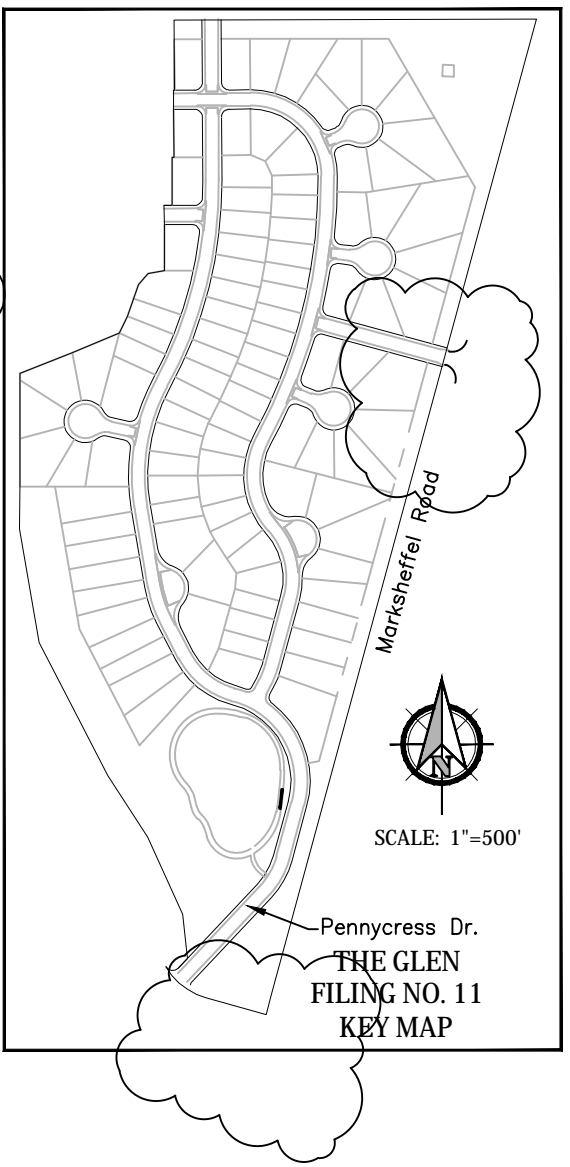 Marksheffel Road
N
SCALE: 1"=500'
Pennycress Dr.
THE GLEN
FILING NO. 11
KEY MAP